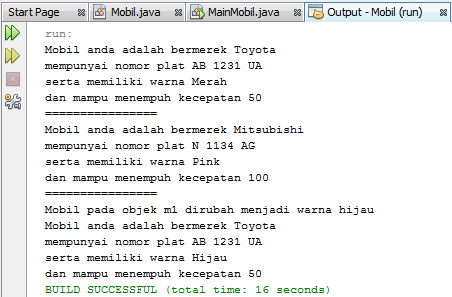 Start Page
Mobil.java
MainMobil.java
Output - Mobil (run)
run:
Mobil anda adalah bermerek Toyota
mempunyai nomor plat AB 1231 UA
serta memiliki warna Merah
dan mampu menempuh kecepatan 50
================
Mobil anda adalah bermerek Mitsubishi
mempunyai nomor plat N 1134 AG
serta memiliki warna Pink
dan mampu menempuh kecepatan 100
================
Mobil pada objek m1 dirubah menjadi warna hijau
Mobil anda adalah bermerek Toyota
mempunyai nomor plat AB 1231 UA
serta memiliki warna Hijau
dan mampu menempuh kecepatan 50
BUILD SUCCESSFUL (total time: 16 seconds)